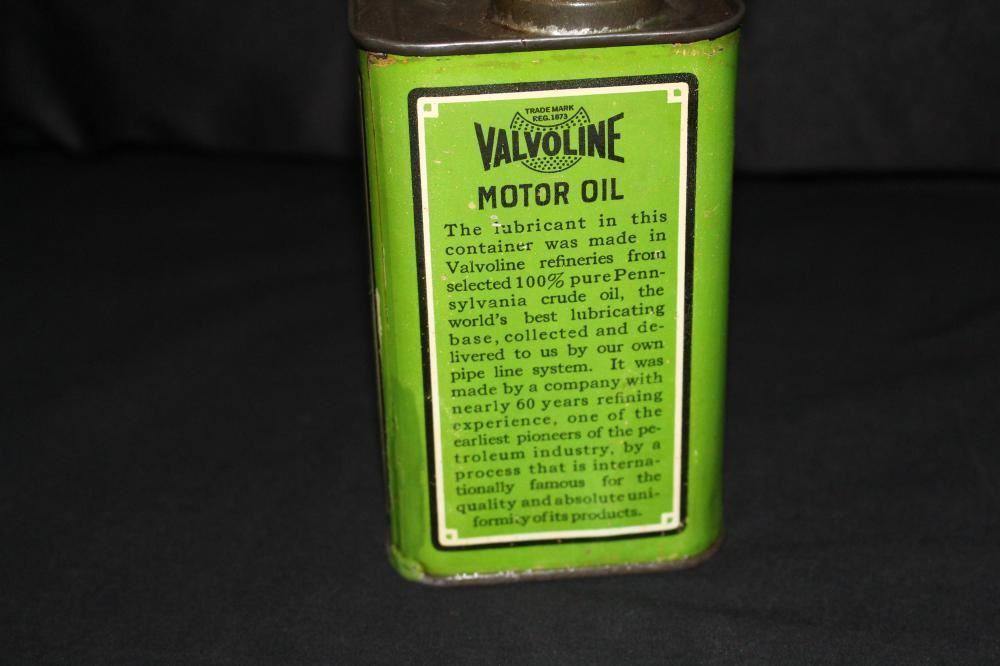 TRADE MARK
REG. 1873
VALVOLINE
MOTOR OIL
The lubricant in this
container was made in
Valvoline refineries from
selected 100% pure Penn-
sylvania crude oil, the
world's best lubricating
base, collected and de-
livered to us by our own
pipe line system. It was
made by a company with
nearly 60 years refining
experience, one of the
earliest pioneers of the pe-
troleum industry, by a
process that is interna-
tionally famous for the
quality and absolute uni-
formity of its products.